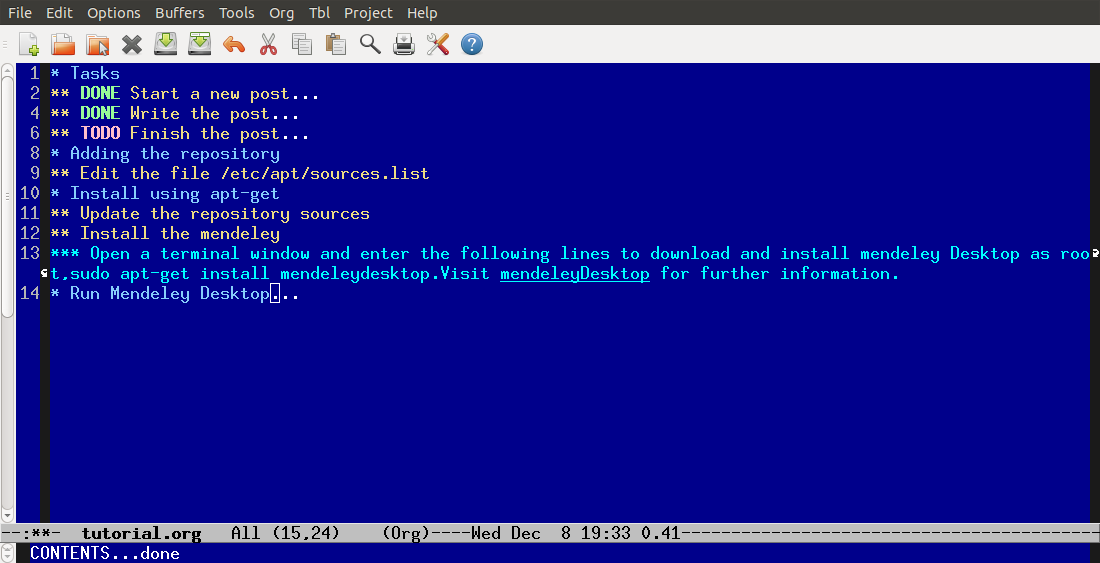 File Edit Options Buffers Tools Org Tbl Project Help
1 * Tasks
2 ** DONE Start a new post...
4 ** DONE Write the post...
6 ** TODO Finish the post...
8 * Adding the repository
9 ** Edit the file /etc/apt/sources.list
10 * Install using apt-get
11 ** Update the repository sources
12 ** Install the mendeley
13 *** Open a terminal window and enter the following lines to download and install mendeley Desktop as roo
t,sudo apt-get install mendeleydesktop.Visit mendeleyDesktop for further information.
14 * Run Mendeley Desktop...
--:**- tutorial.org All (15,24) (Org)----Wed Dec 8 19:33 0.41-----------------------------------------
CONTENTS...done